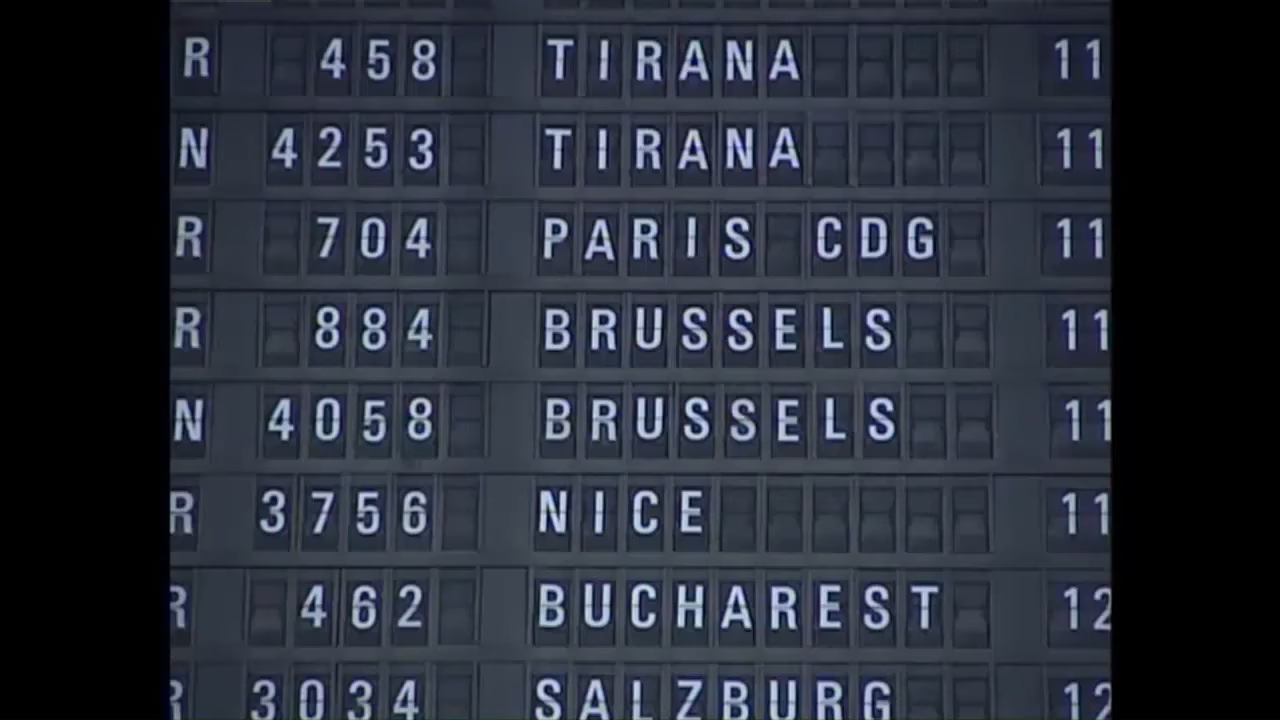 R 458 TIRANA 11
N 4253 TIRANA 11
R 704 PARIS CDG 11
R 884 BRUSSELS 11
N 4058 BRUSSELS 11
R 3756 NICE 11
R 462 BUCHAREST 12
R 3034 SALZBURG 12